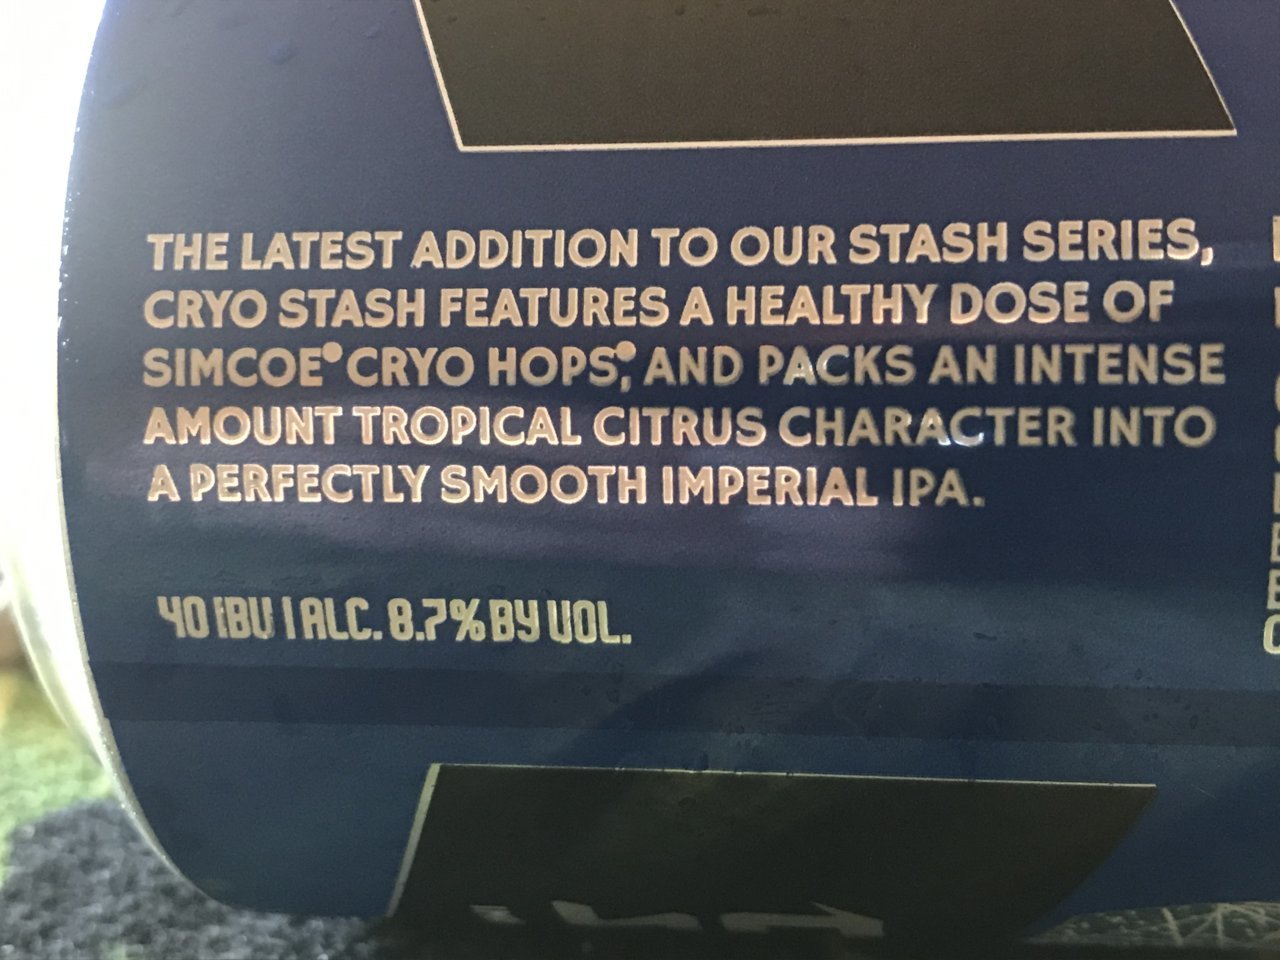 THE LATEST ADDITION TO OUR STASH SERIES,
CRYO STASH FEATURES A HEALTHY DOSE OF
SIMCOE® CRYO HOPS®, AND PACKS AN INTENSE
AMOUNT TROPICAL CITRUS CHARACTER INTO
A PERFECTLY SMOOTH IMPERIAL IPA.
40 IBU | ALC. 8.7% BY VOL.